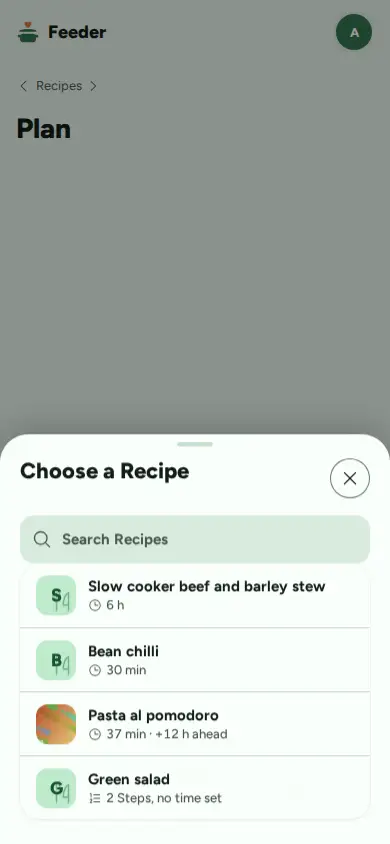 Feeder
A
Recipes
Plan
Choose a Recipe
Search Recipes
S
Slow cooker beef and barley stew
6 h
B
Bean chilli
30 min
Pasta al pomodoro
37 min · +12 h ahead
G
Green salad
2 Steps, no time set